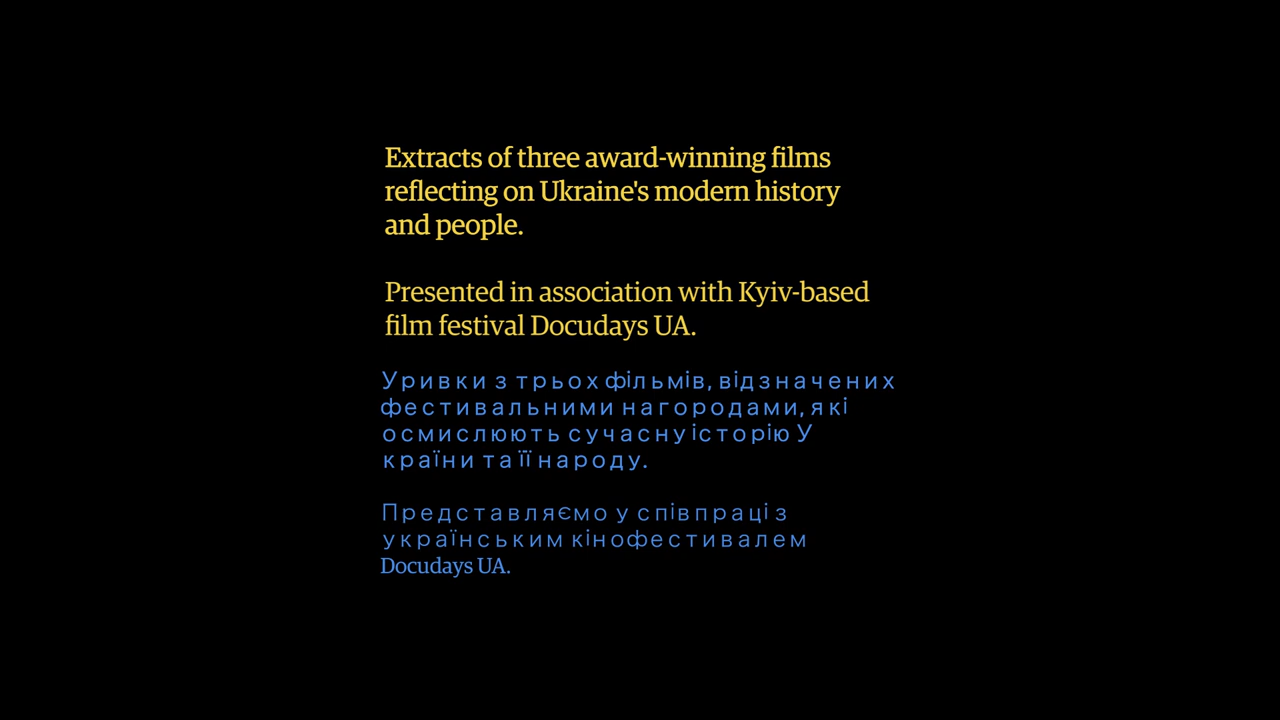 Extracts of three award-winning films
reflecting on Ukraine's modern history
and people.
Presented in association with Kyiv-based
film festival Docudays UA.
Уривки з трьох фільмів, відзначених
фестивальними нагородами, які
осмислюють сучасну історію У
країни та її народу.
Представляємо у співпраці з
українським кінофестивалем
Docudays UA.